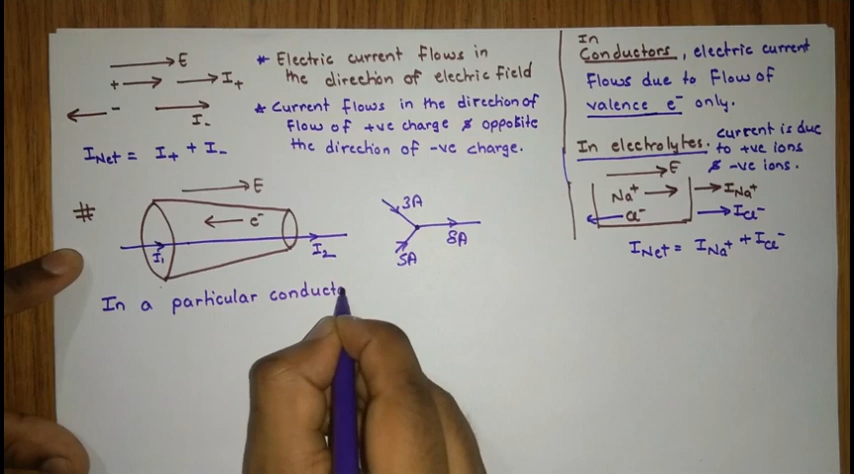 E
+ I+
- I-
* Electric current flows in
the direction of electric field
* Current flows in the direction of
flow of +ve charge & opposite
the direction of -ve charge.
INet = I+ + I-
In
Conductors, electric current
flows due to flow of
valence e- only.
In electrolytes. current is due
to +ve ions
& -ve ions.
E
Na+ INa+
Cl- ICl-
INet = INa+ + ICl-
#
E
e-
I1 I2
3A
5A
8A
In a particular conducto